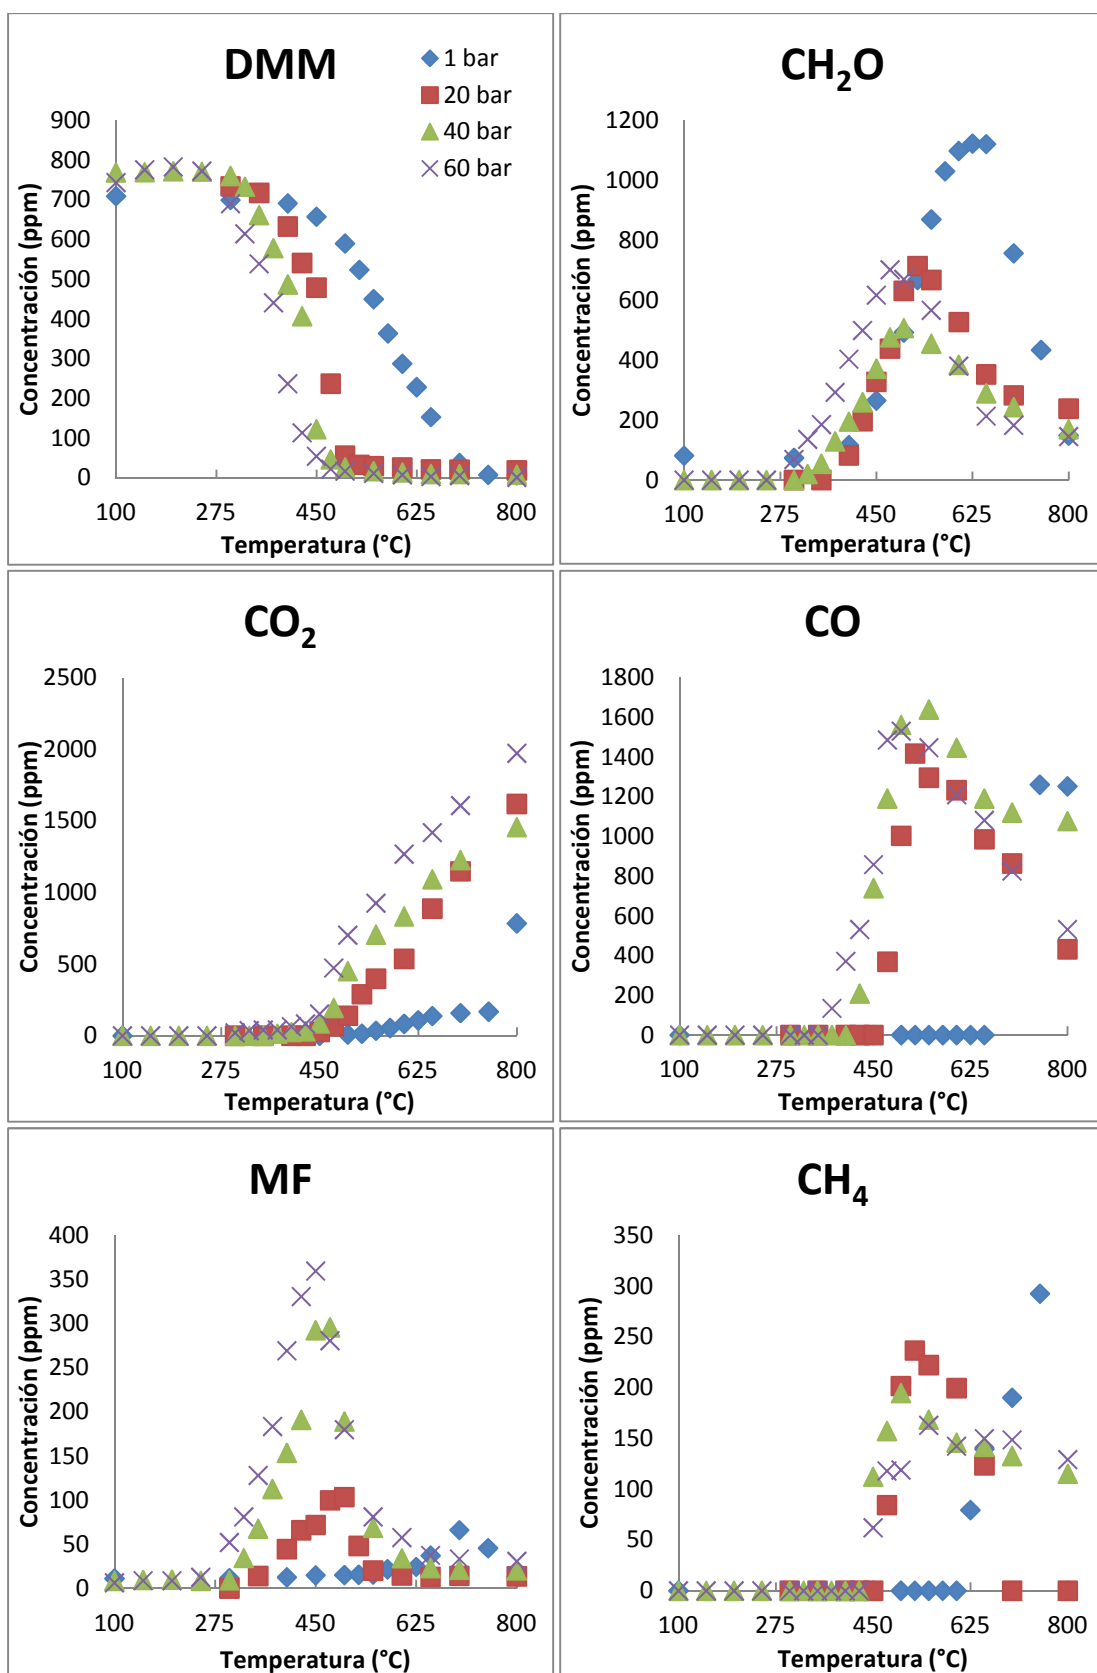 DMM
1 bar
20 bar
40 bar
60 bar
Concentración (ppm)
900
800
700
600
500
400
300
200
100
0
100 275 450 625 800
Temperatura (°C)
CH₂O
Concentración (ppm)
1200
1000
800
600
400
200
0
100 275 450 625 800
Temperatura (°C)
CO₂
Concentración (ppm)
2500
2000
1500
1000
500
0
100 275 450 625 800
Temperatura (°C)
CO
Concentración (ppm)
1800
1600
1400
1200
1000
800
600
400
200
0
100 275 450 625 800
Temperatura (°C)
MF
Concentración (ppm)
400
350
300
250
200
150
100
50
0
100 275 450 625 800
Temperatura (°C)
CH₄
Concentración (ppm)
350
300
250
200
150
100
50
0
100 275 450 625 800
Temperatura (°C)